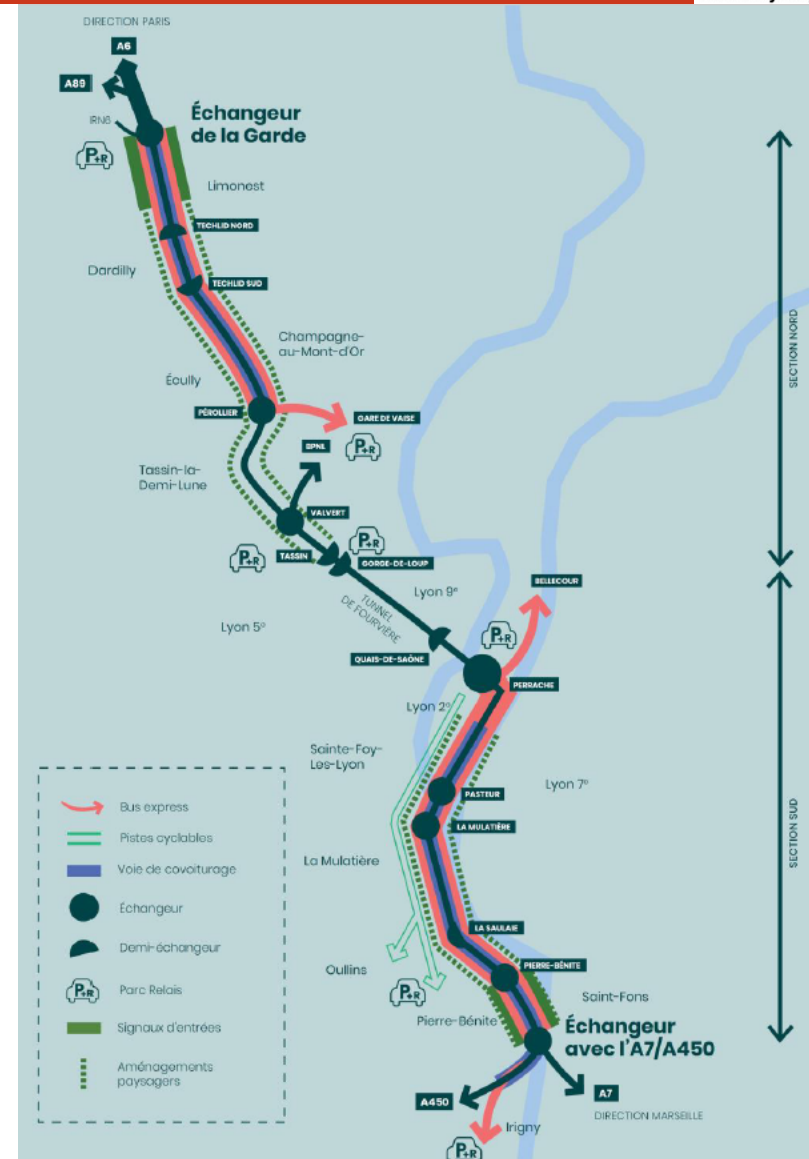 DIRECTION PARIS
A6
A89
RN6
Échangeur
de la Garde
P+R
Limonest
TECHLID NORD
Dardilly
TECHLID SUD
Champagne-
au-Mont-d'Or
Écully
PÉROLLIER
GARE DE VAISE
P+R
BPNL
Tassin-la-
Demi-Lune
VALVERT
P+R
TASSIN
P+R
GORGE-DE-LOUP
SECTION NORD
TUNNEL
DE FOURVIÈRE
Lyon 9e
BELLECOUR
Lyon 5e
P+R
QUAIS-DE-SAÔNE
PERRACHE
Lyon 2e
Sainte-Foy-
Les-Lyon
Lyon 7e
PASTEUR
LA MULATIÈRE
La Mulatière
SECTION SUD
LA SAULAIE
Oullins
PIERRE-BÉNITE
P+R
Saint-Fons
Pierre-Bénite
Échangeur
avec l'A7/A450
A450
A7
DIRECTION MARSEILLE
Irigny
P+R
Bus express
Pistes cyclables
Voie de covoiturage
Échangeur
Demi-échangeur
P+R
Parc Relais
Signaux d'entrées
Aménagements
paysagers